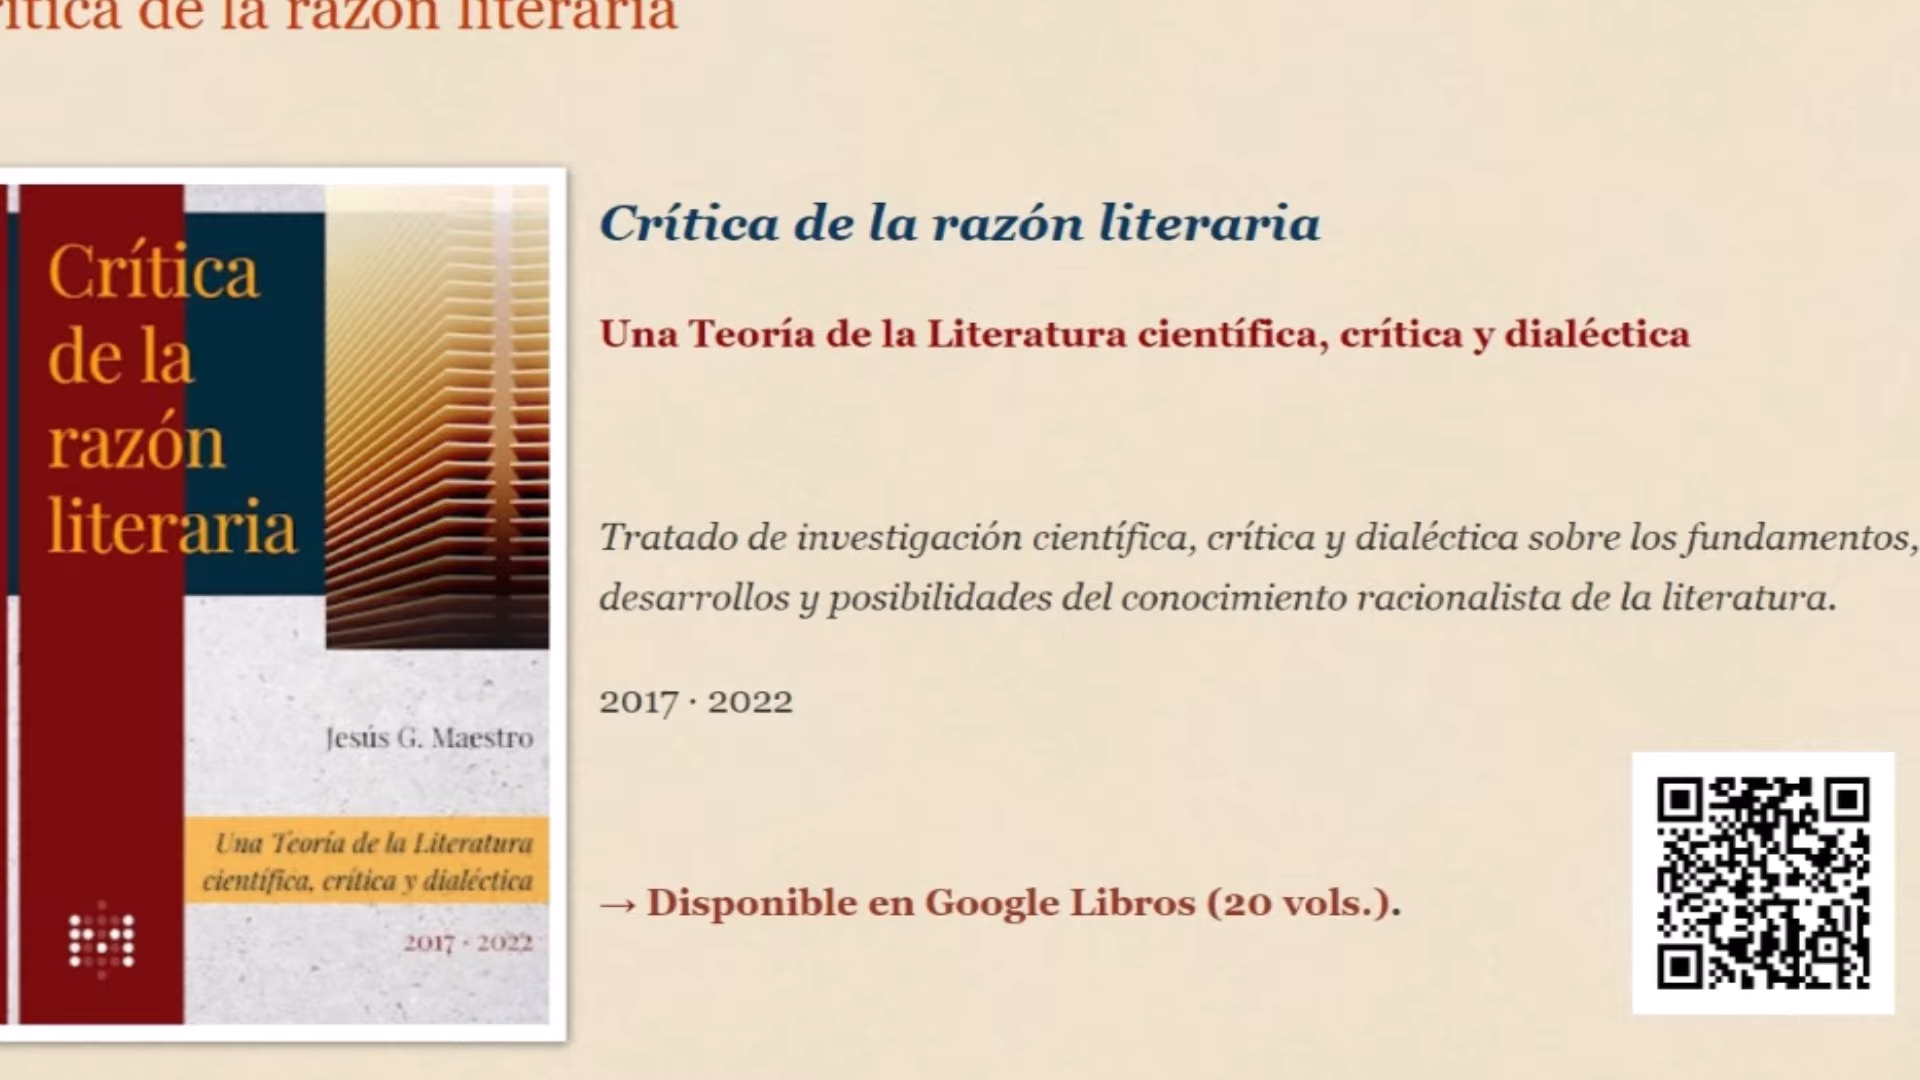 rítica de la razón literaria
Crítica
de la
razón
literaria
Jesús G. Maestro
Una Teoría de la Literatura
científica, crítica y dialéctica
2017 · 2022
Crítica de la razón literaria
Una Teoría de la Literatura científica, crítica y dialéctica
Tratado de investigación científica, crítica y dialéctica sobre los fundamentos,
desarrollos y posibilidades del conocimiento racionalista de la literatura.
2017 · 2022
→ Disponible en Google Libros (20 vols.).